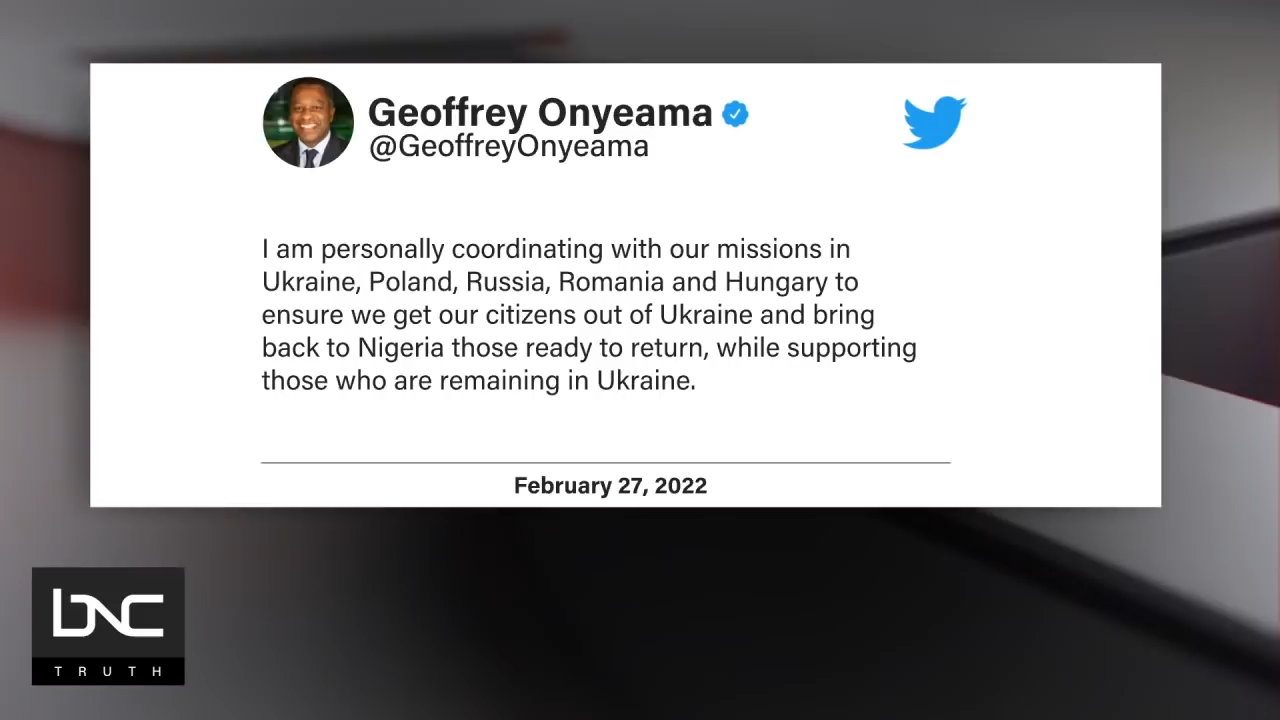 Geoffrey Onyeama
@GeoffreyOnyeama
I am personally coordinating with our missions in
Ukraine, Poland, Russia, Romania and Hungary to
ensure we get our citizens out of Ukraine and bring
back to Nigeria those ready to return, while supporting
those who are remaining in Ukraine.
February 27, 2022
bNC
TRUTH